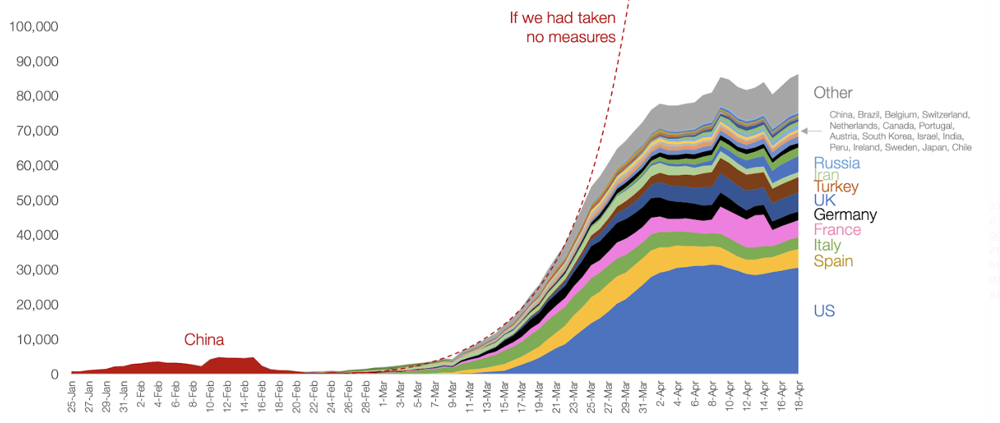 If we had taken
no measures
100,000
90,000
80,000
70,000
60,000
50,000
40,000
30,000
20,000
10,000
0
China
Other
China, Brazil, Belgium, Switzerland,
Netherlands, Canada, Portugal,
Austria, South Korea, Israel, India,
Peru, Ireland, Sweden, Japan, Chile
Russia
Iran
Turkey
UK
Germany
France
Italy
Spain
US
25-Jan
27-Jan
29-Jan
31-Jan
2-Feb
4-Feb
6-Feb
8-Feb
10-Feb
12-Feb
14-Feb
16-Feb
18-Feb
20-Feb
22-Feb
24-Feb
26-Feb
28-Feb
1-Mar
3-Mar
5-Mar
7-Mar
9-Mar
11-Mar
13-Mar
15-Mar
17-Mar
19-Mar
21-Mar
23-Mar
25-Mar
27-Mar
29-Mar
31-Mar
2-Apr
4-Apr
6-Apr
8-Apr
10-Apr
12-Apr
14-Apr
16-Apr
18-Apr